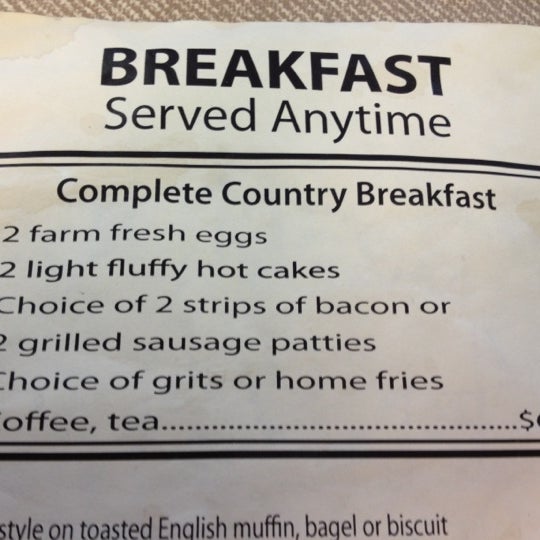 BREAKFAST
Served Anytime
Complete Country Breakfast
2 farm fresh eggs
2 light fluffy hot cakes
Choice of 2 strips of bacon or
2 grilled sausage patties
Choice of grits or home fries
Coffee, tea..........................................$
style on toasted English muffin, bagel or biscuit